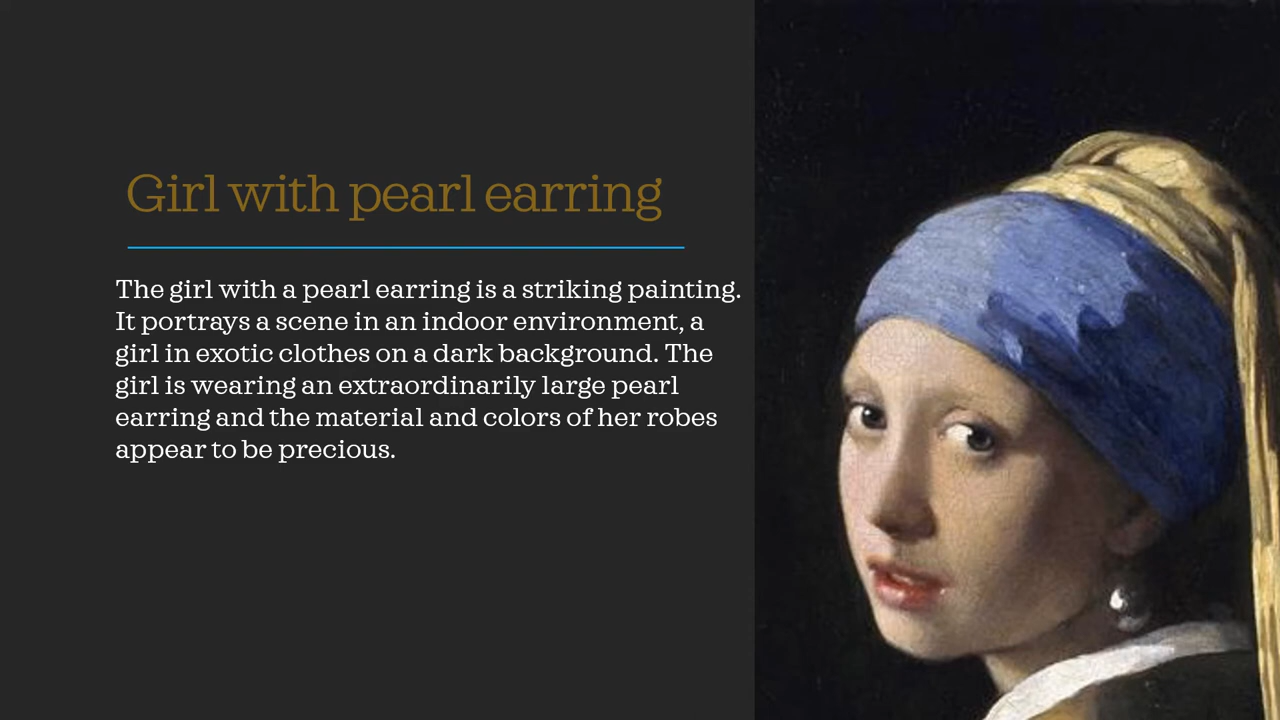 Girl with pearl earring
The girl with a pearl earring is a striking painting.
It portrays a scene in an indoor environment, a
girl in exotic clothes on a dark background. The
girl is wearing an extraordinarily large pearl
earring and the material and colors of her robes
appear to be precious.